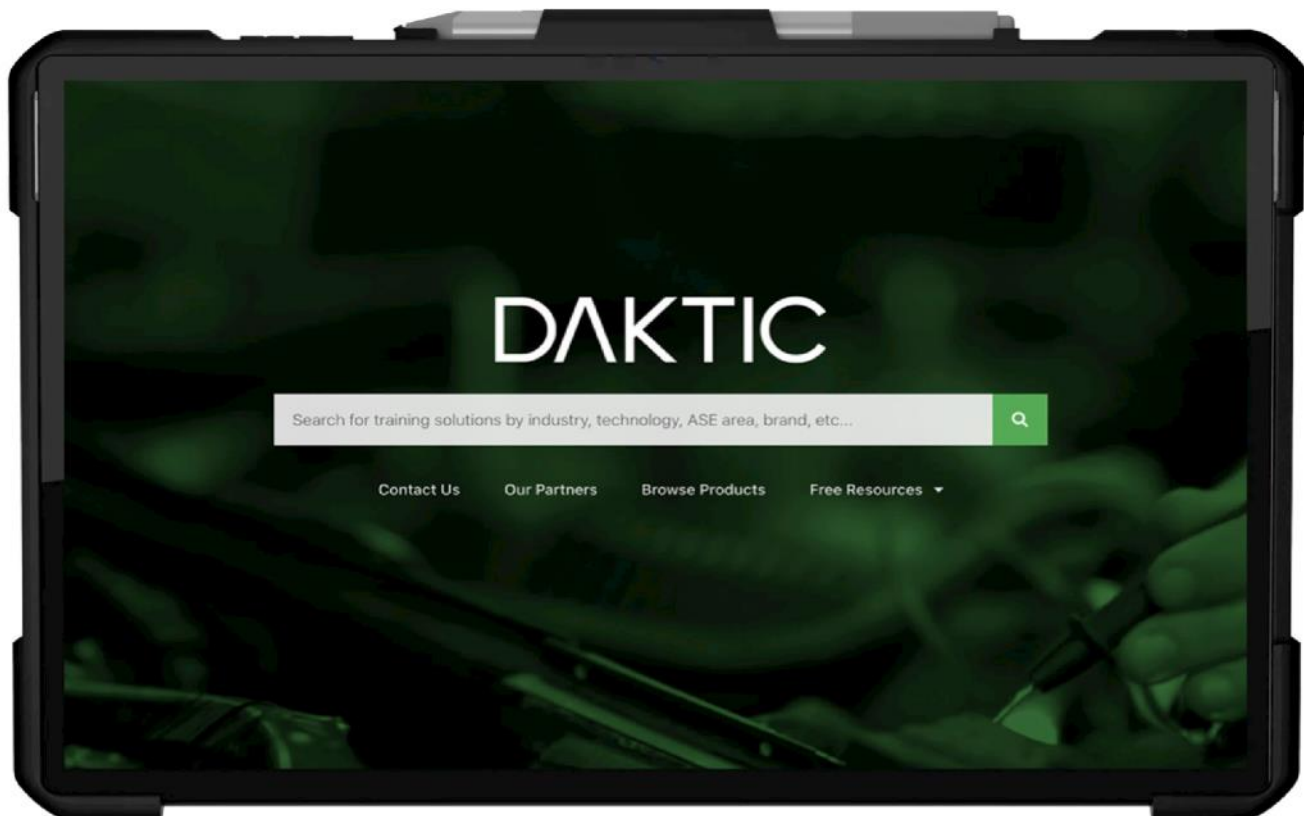 DAKTIC
Search for training solutions by industry, technology, ASE area, brand, etc...
Contact Us Our Partners Browse Products Free Resources